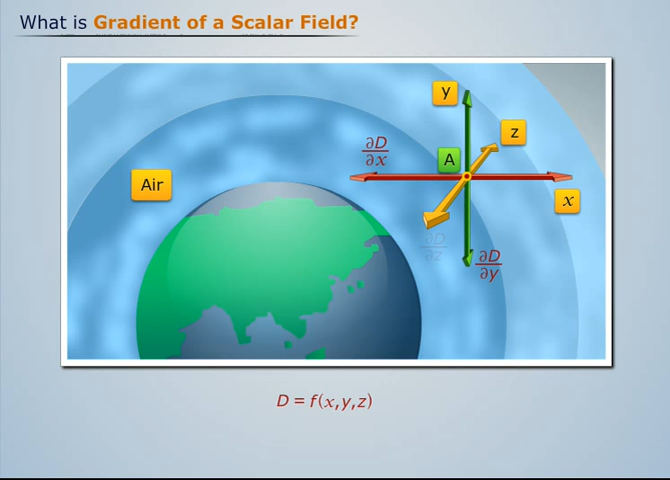 What is Gradient of a Scalar Field?
y
z
∂D/∂x
A
Air
x
∂D/∂z
∂D/∂y
D = f(x,y,z)